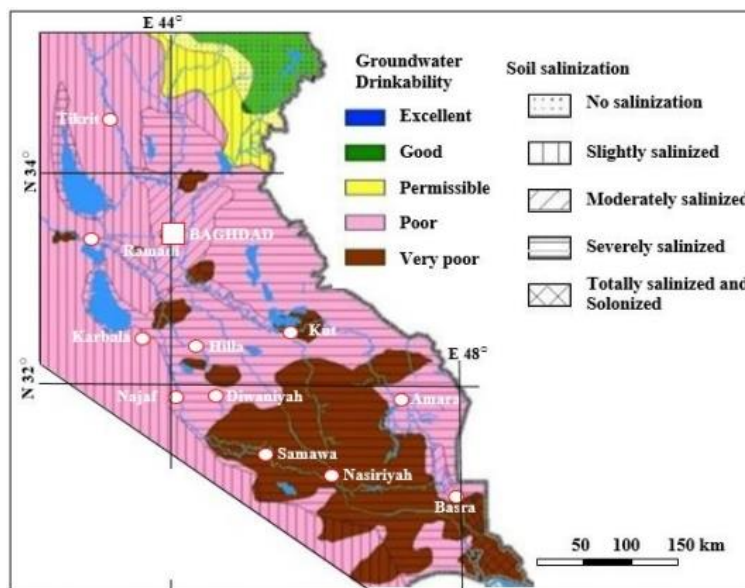 E 44°
Groundwater
Drinkability
Excellent
Good
Permissible
Poor
Very poor
Soil salinization
No salinization
Slightly salinized
Moderately salinized
Severely salinized
Totally salinized and
Solonized
Tikrit
N 34°
BAGHDAD
Ramadi
Karbala
Hilla
Kut
E 48°
N 32°
Najaf
Diwaniyah
Amara
Samawa
Nasiriyah
Basra
50 100 150 km